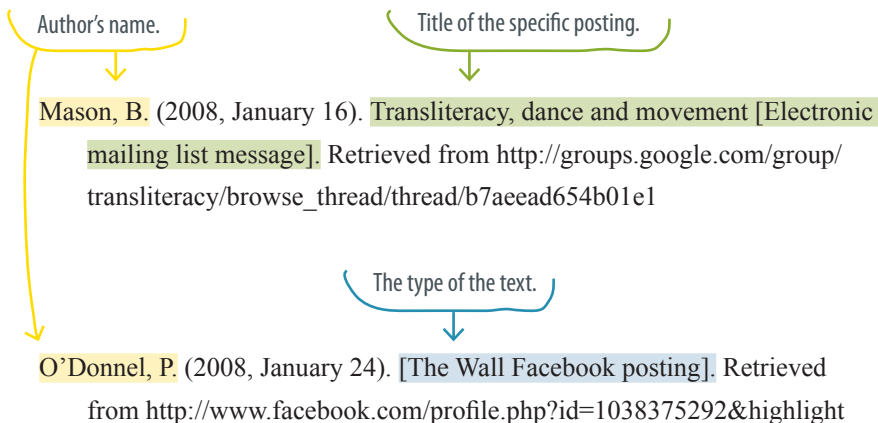 Author's name.
Title of the specific posting.
Mason, B. (2008, January 16). Transliteracy, dance and movement [Electronic
mailing list message]. Retrieved from http://groups.google.com/group/
transliteracy/browse_thread/thread/b7aeead654b01e1
The type of the text.
O’Donnel, P. (2008, January 24). [The Wall Facebook posting]. Retrieved
from http://www.facebook.com/profile.php?id=1038375292&highlight